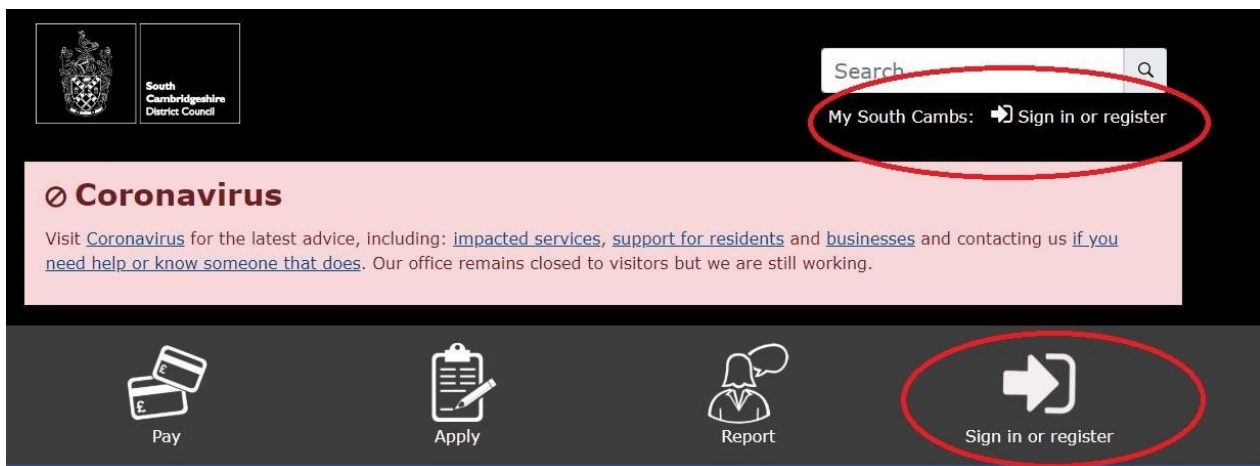 South
Cambridgeshire
District Council
Search
My South Cambs: Sign in or register
Coronavirus
Visit Coronavirus for the latest advice, including: impacted services, support for residents and businesses and contacting us if you
need help or know someone that does. Our office remains closed to visitors but we are still working.
£
£
Pay
Apply
Report
Sign in or register